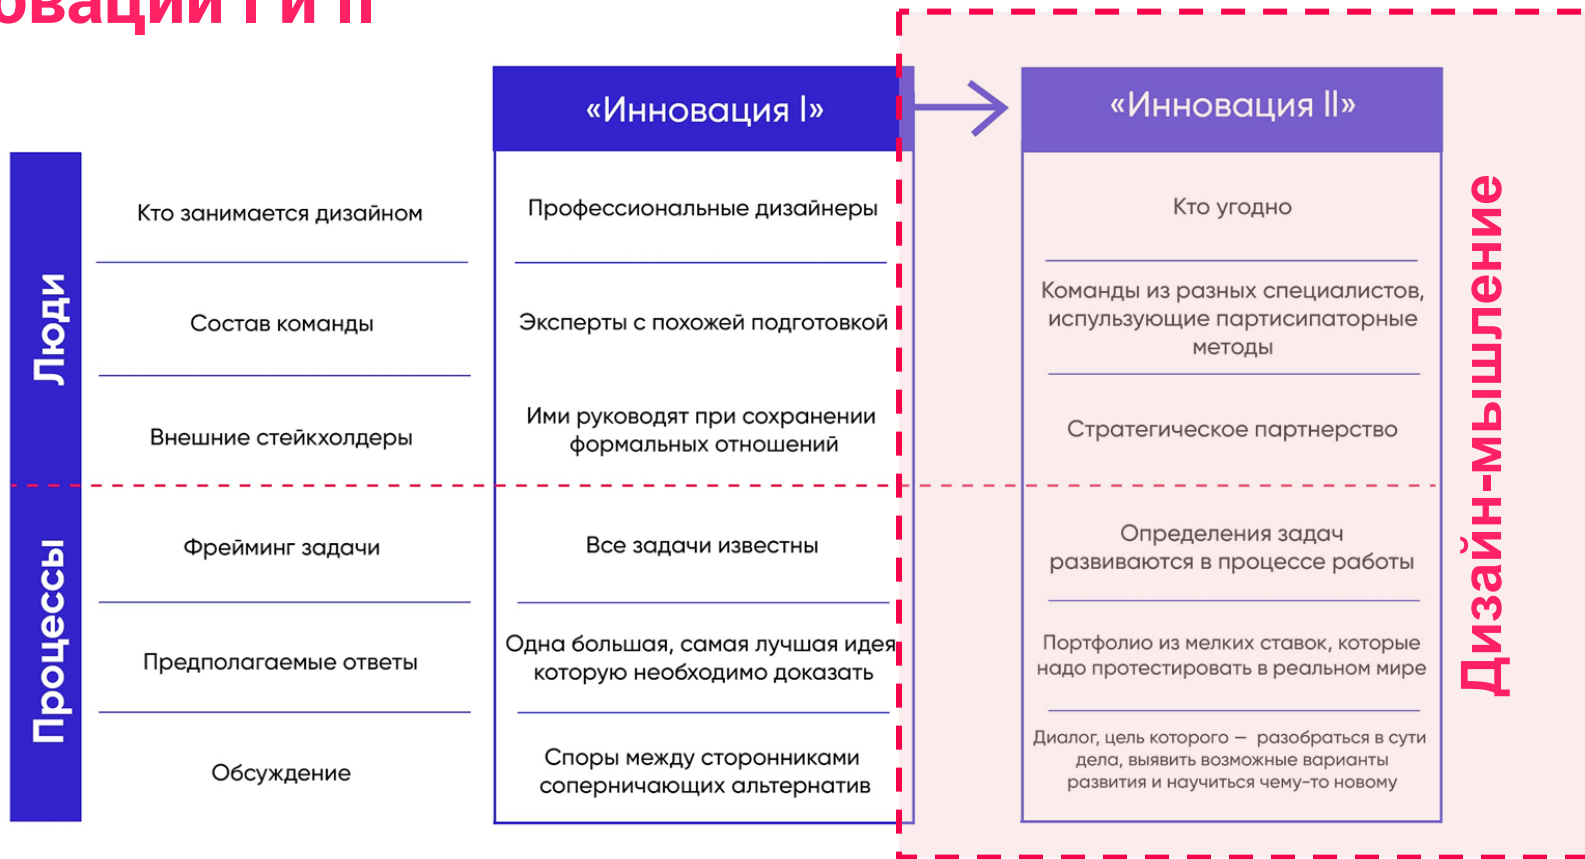 оваций I и II
«Инновация I»
«Инновация II»
Люди
Кто занимается дизайном
Профессиональные дизайнеры
Кто угодно
Состав команды
Эксперты с похожей подготовкой
Команды из разных специалистов,
испульзующие партисипаторные
методы
Внешние стейкхолдеры
Ими руководят при сохранении
формальных отношений
Стратегическое партнерство
Процессы
Фрейминг задачи
Все задачи известны
Определения задач
развиваются в процессе работы
Предполагаемые ответы
Одна большая, самая лучшая идея
которую необходимо доказать
Портфолио из мелких ставок, которые
надо протестировать в реальном мире
Обсуждение
Споры между сторонниками
соперничающих альтернатив
Диалог, цель которого — разобраться в сути
дела, выявить возможные варианты
развития и научиться чему-то новому
Дизайн-мышление